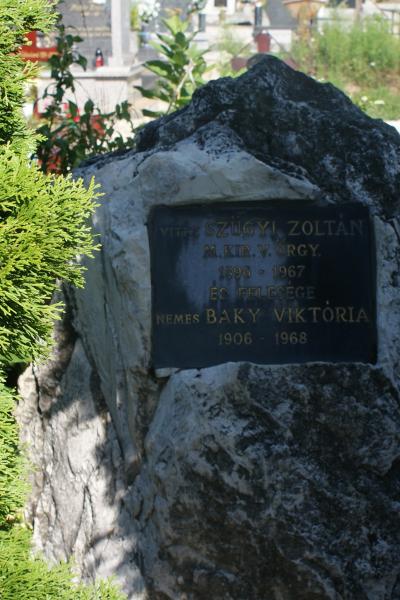 VITÉZ SZÜGYI ZOLTÁN
M. KIR. V. ŐRGY.
1896 - 1967
ÉS FELESÉGE
NEMES BAKY VIKTÓRIA
1906 - 1968